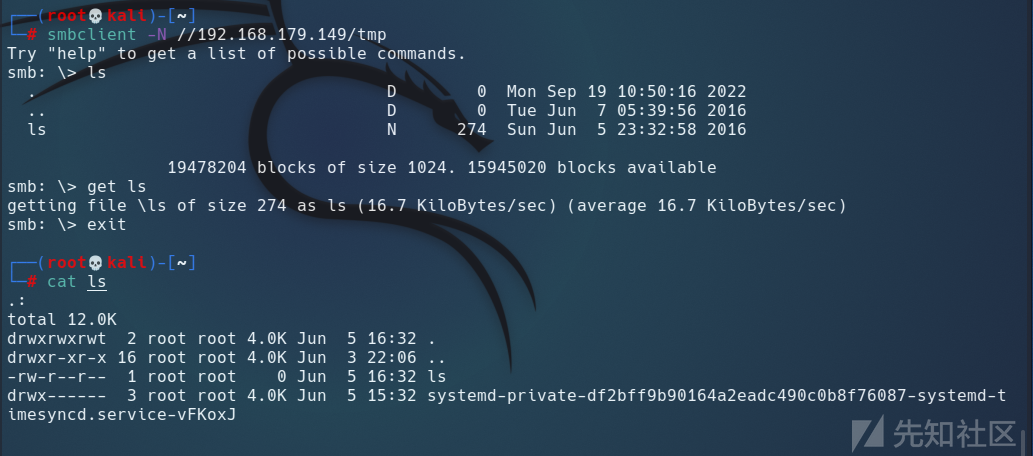 ┌──(root💀kali)-[~]
└─# smbclient -N //192.168.179.149/tmp
Try "help" to get a list of possible commands.
smb: \> ls
  .                                   D        0  Mon Sep 19 10:50:16 2022
  ..                                  D        0  Tue Jun  7 05:39:56 2016
  ls                                  N      274  Sun Jun  5 23:32:58 2016

                19478204 blocks of size 1024. 15945020 blocks available
smb: \> get ls
getting file \ls of size 274 as ls (16.7 KiloBytes/sec) (average 16.7 KiloBytes/sec)
smb: \> exit

┌──(root💀kali)-[~]
└─# cat ls
.:
total 12.0K
drwxrwxrwt  2 root root 4.0K Jun  5 16:32 .
drwxr-xr-x 16 root root 4.0K Jun  3 22:06 ..
-rw-r--r--  1 root root    0 Jun  5 16:32 ls
drwx------  3 root root 4.0K Jun  5 15:32 systemd-private-df2bff9b90164a2eadc490c0b8f76087-systemd-t
imesyncd.service-vFKoxJ
先知社区